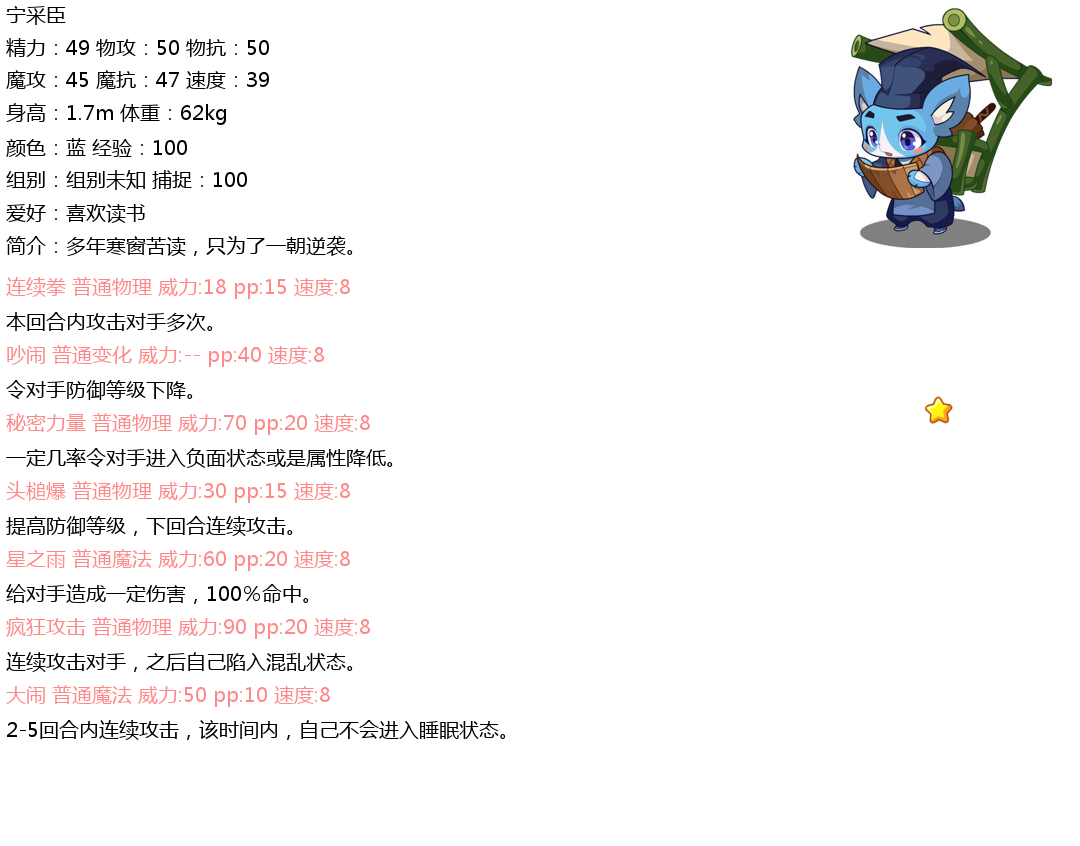 宁采臣
精力：49 物攻：50 物抗：50
魔攻：45 魔抗：47 速度：39
身高：1.7m 体重：62kg
颜色：蓝 经验：100
组别：组别未知 捕捉：100
爱好：喜欢读书
简介：多年寒窗苦读，只为了一朝逆袭。
连续拳 普通物理 威力:18 pp:15 速度:8
本回合内攻击对手多次。
吵闹 普通变化 威力:-- pp:40 速度:8
令对手防御等级下降。
秘密力量 普通物理 威力:70 pp:20 速度:8
一定几率令对手进入负面状态或是属性降低。
头槌爆 普通物理 威力:30 pp:15 速度:8
提高防御等级，下回合连续攻击。
星之雨 普通魔法 威力:60 pp:20 速度:8
给对手造成一定伤害，100%命中。
疯狂攻击 普通物理 威力:90 pp:20 速度:8
连续攻击对手，之后自己陷入混乱状态。
大闹 普通魔法 威力:50 pp:10 速度:8
2-5回合内连续攻击，该时间内，自己不会进入睡眠状态。